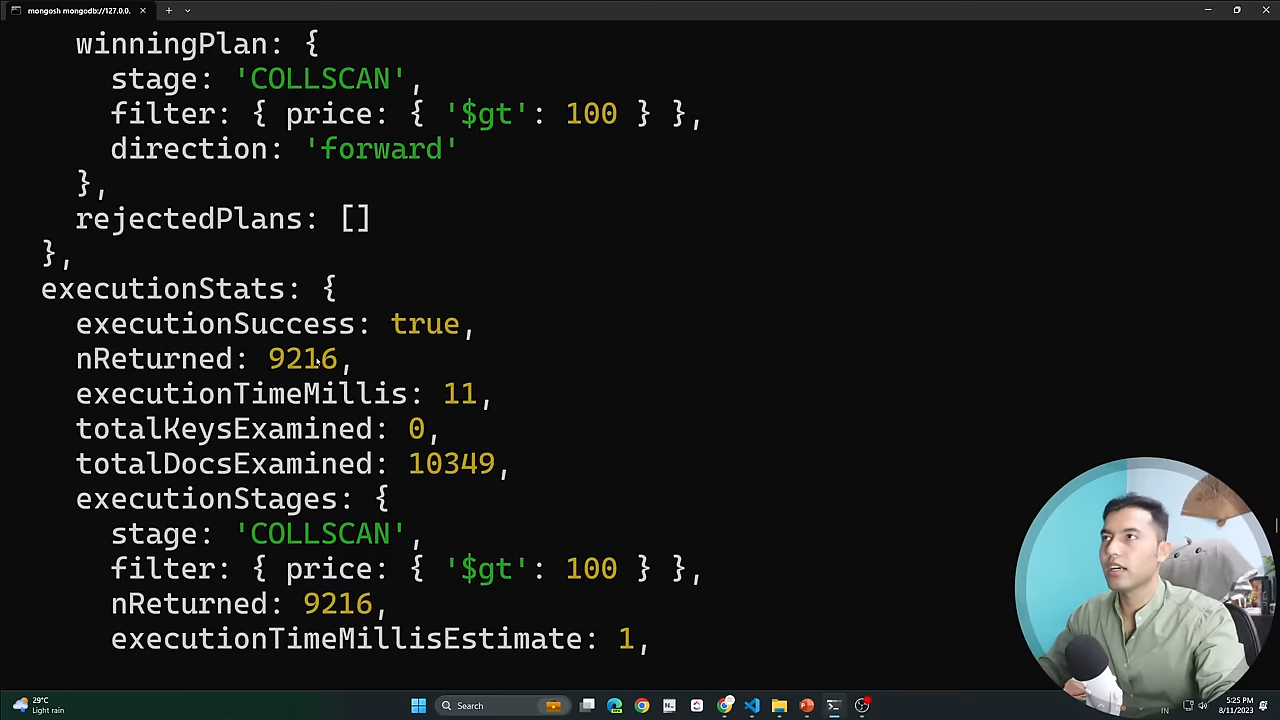 mongosh mongodb://127.0.0.
winningPlan: {
stage: 'COLLSCAN',
filter: { price: { '$gt': 100 } },
direction: 'forward'
},
rejectedPlans: []
},
executionStats: {
executionSuccess: true,
nReturned: 9216,
executionTimeMillis: 11,
totalKeysExamined: 0,
totalDocsExamined: 10349,
executionStages: {
stage: 'COLLSCAN',
filter: { price: { '$gt': 100 } },
nReturned: 9216,
executionTimeMillisEstimate: 1,
29°C
Light rain
Search
IN
5:25 PM
8/11/2023